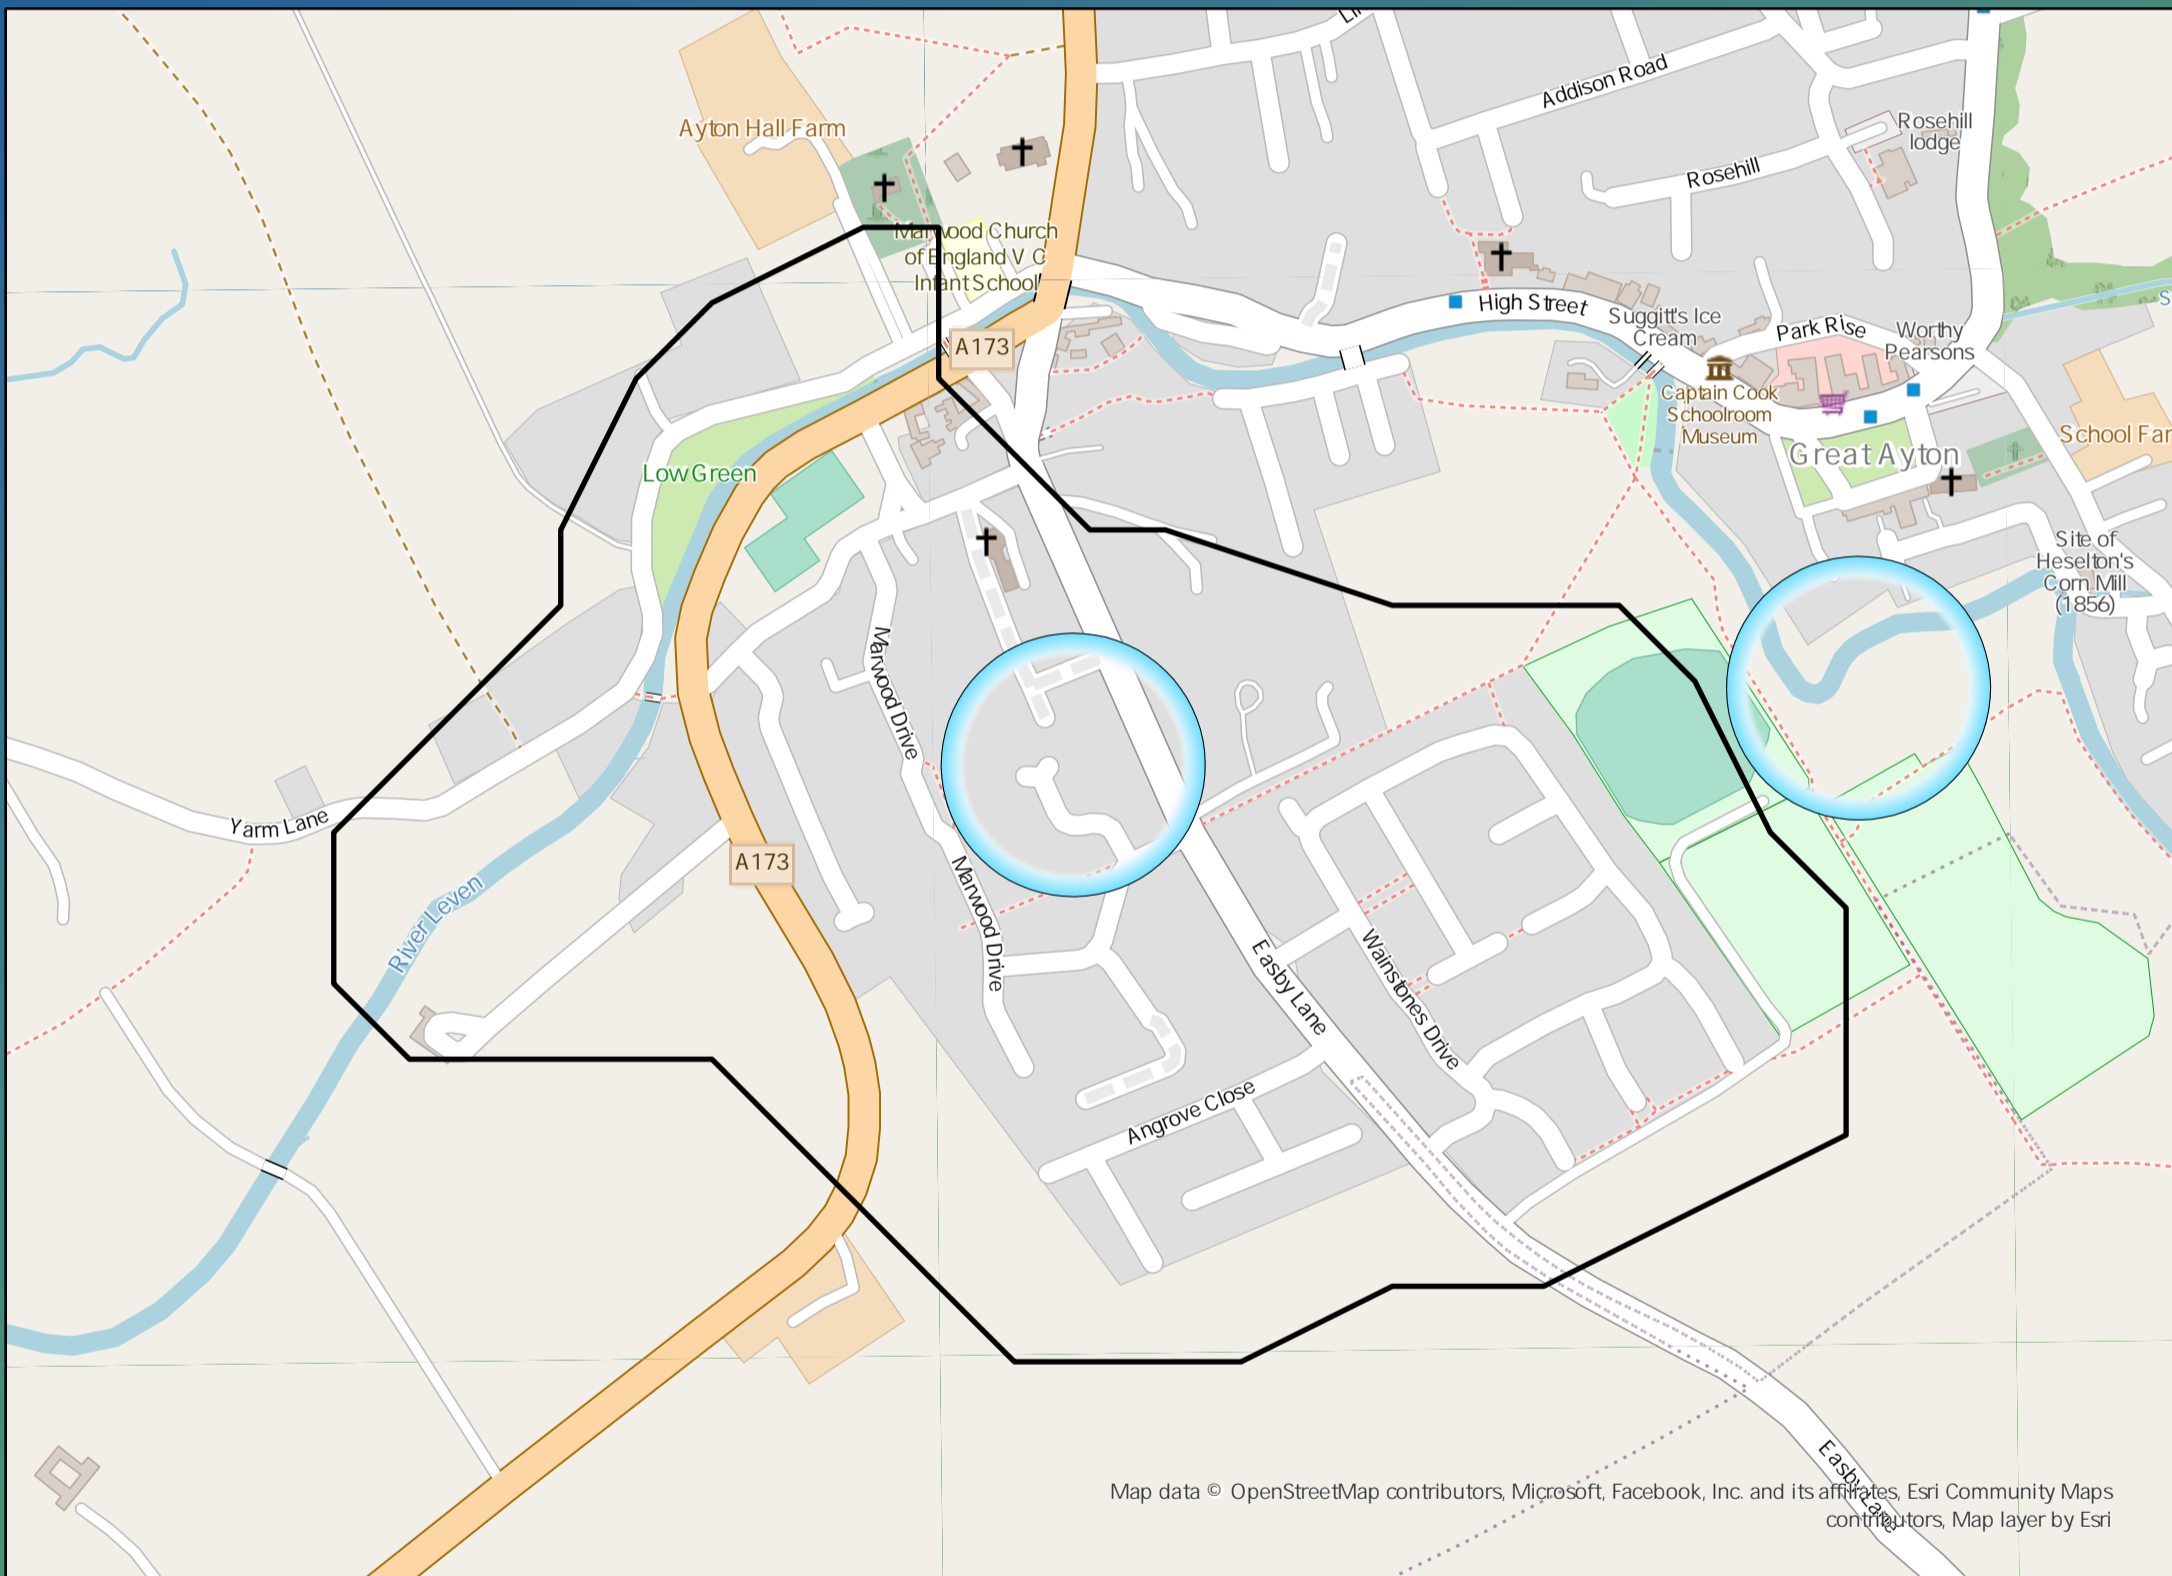 Addison Road
Rosehill
lodge
Ayton Hall Farm
Rosehill
Marwood Church
of England V C
Infant School
High Street
Suggitt's Ice
Cream
Park Rise
Worthy
Pearsons
A173
Captain Cook
Schoolroom
Museum
Great Ayton
School Far
Low Green
Site of
Heselton's
Corn Mill
(1856)
Marwood Drive
Yarm Lane
A173
River Leven
Marwood Drive
Easby Lane
Wainstones Drive
Angrove Close
Easby Lane
Map data © OpenStreetMap contributors, Microsoft, Facebook, Inc. and its affiliates, Esri Community Maps
contributors, Map layer by Esri